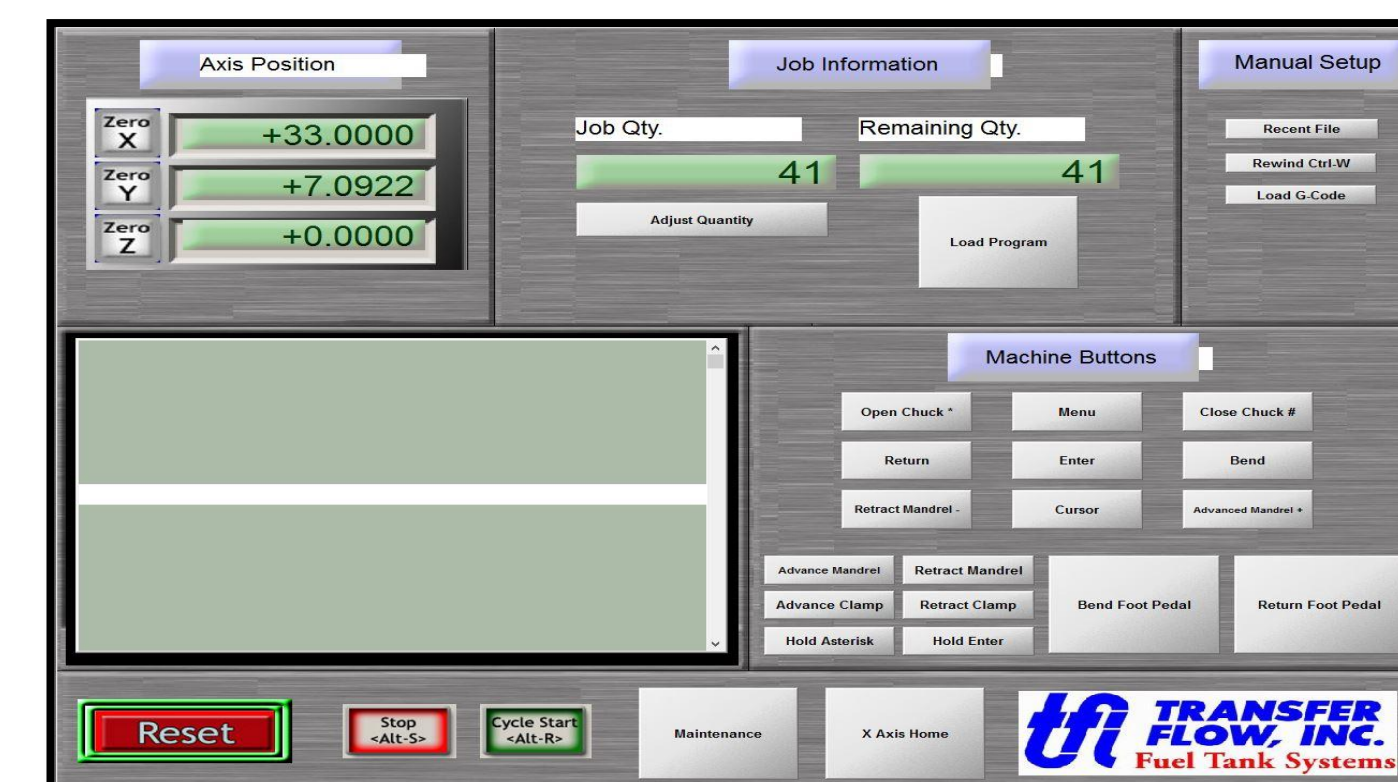 Axis Position
Zero X
+33.0000
Zero Y
+7.0922
Zero Z
+0.0000
Job Information
Job Qty.
Remaining Qty.
41
41
Adjust Quantity
Load Program
Manual Setup
Recent File
Rewind Ctrl-W
Load G-Code
Machine Buttons
Open Chuck *
Menu
Close Chuck #
Return
Enter
Bend
Retract Mandrel -
Cursor
Advanced Mandrel +
Advance Mandrel
Retract Mandrel
Advance Clamp
Retract Clamp
Hold Asterisk
Hold Enter
Bend Foot Pedal
Return Foot Pedal
Reset
Stop
<Alt-S>
Cycle Start
<Alt-R>
Maintenance
X Axis Home
tfi
TRANSFER
FLOW, INC.
Fuel Tank Systems